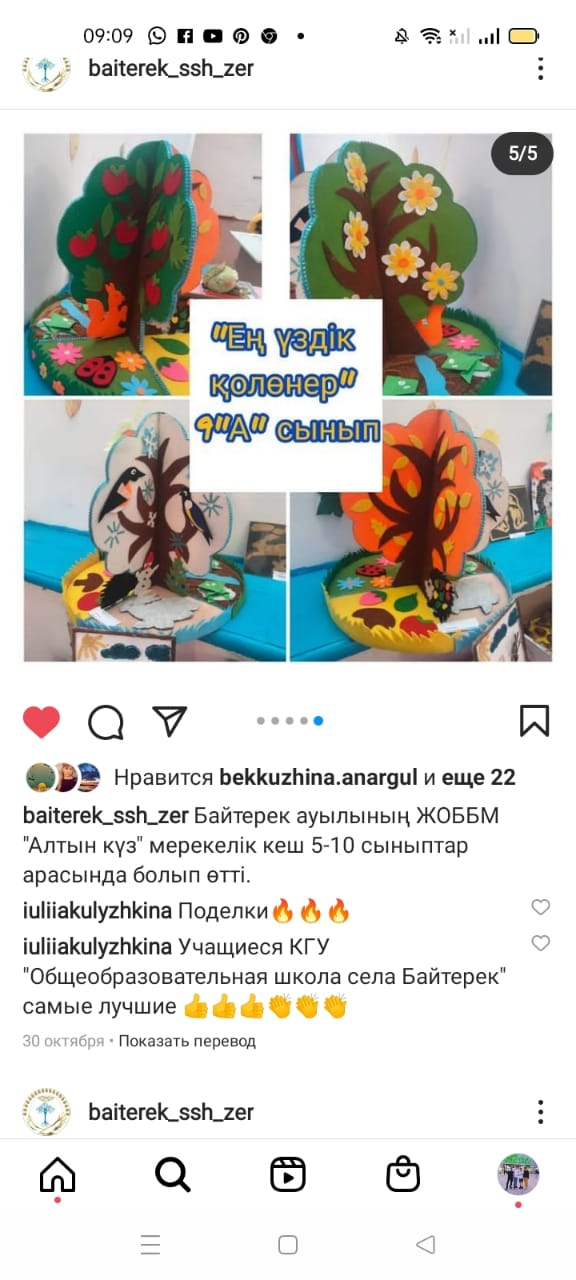 09:09
baiterek_ssh_zer
5/5
"Ең үздік
қолөнер"
9"А" сынып
Нравится bekkuzhina.anargul и еще 22
baiterek_ssh_zer Байтерек ауылының ЖОББМ
"Алтын күз" мерекелік кеш 5-10 сыныптар
арасында болып өтті.
iuliiakulyzhkina Поделки🔥🔥🔥
iuliiakulyzhkina Учащиеся КГУ
"Общеобразовательная школа села Байтерек"
самые лучшие 👍👍👍👏👏👏
30 октября • Показать перевод
baiterek_ssh_zer